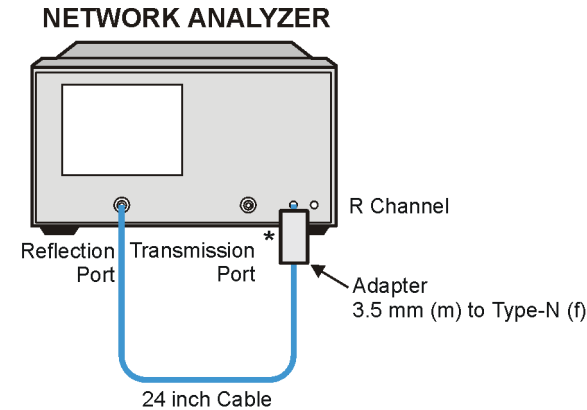 NETWORK ANALYZER
R Channel
*
Reflection Port
Transmission Port
Adapter
3.5 mm (m) to Type-N (f)
24 inch Cable